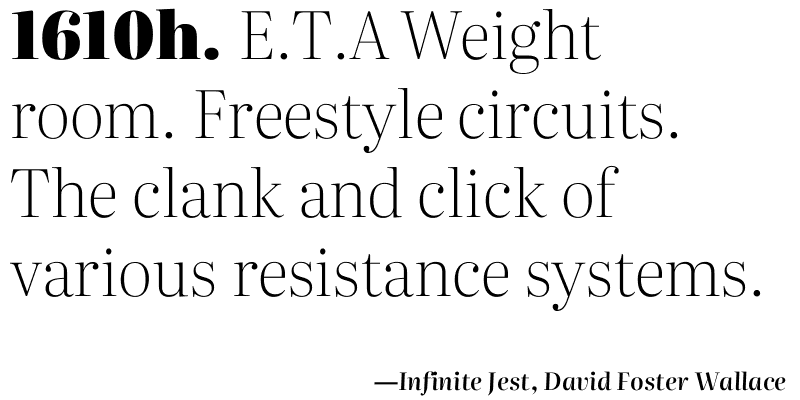 1610h. E.T.A Weight
room. Freestyle circuits.
The clank and click of
various resistance systems.
—Infinite Jest, David Foster Wallace